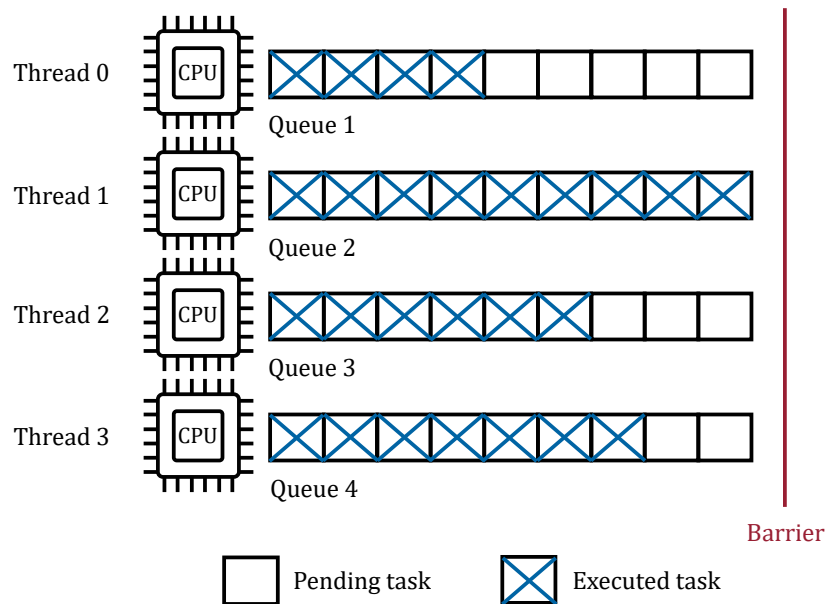 Thread 0
CPU
Queue 1
Thread 1
CPU
Queue 2
Thread 2
CPU
Queue 3
Thread 3
CPU
Queue 4
Barrier
Pending task
Executed task